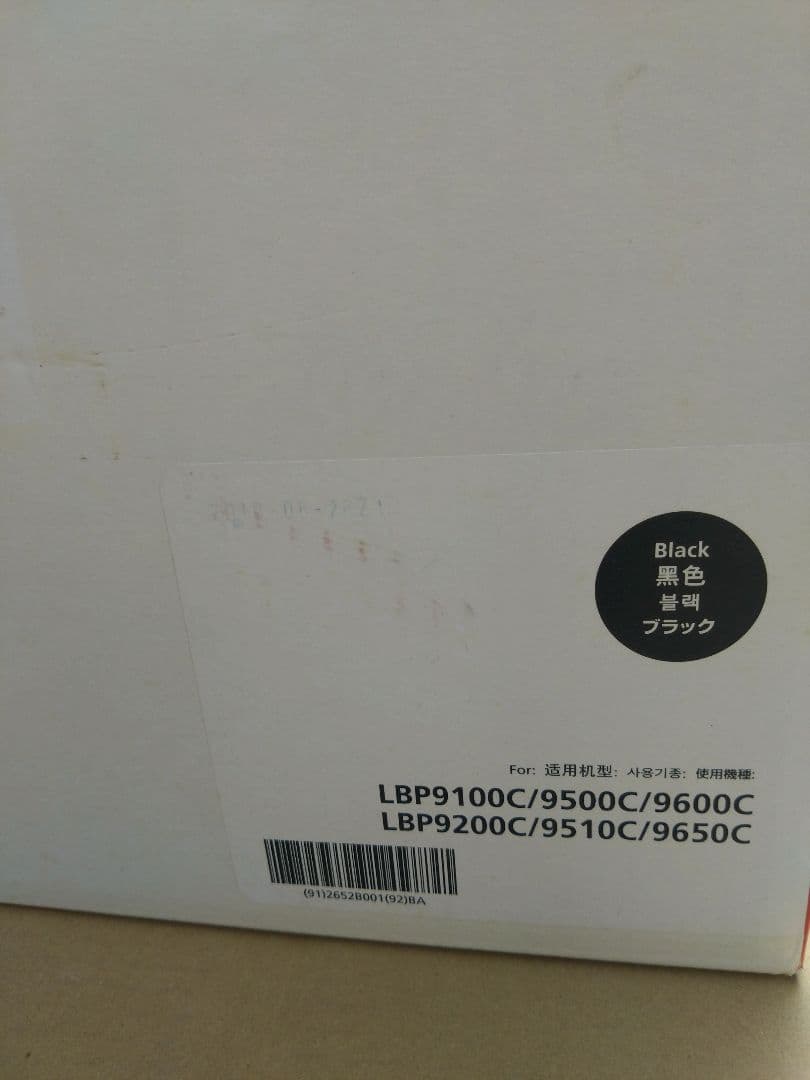 Black
黑色
블랙
ブラック
For: 适用机型: 사용기종: 使用機種:
LBP9100C/9500C/9600C
LBP9200C/9510C/9650C
(91)2652B001(92)BA